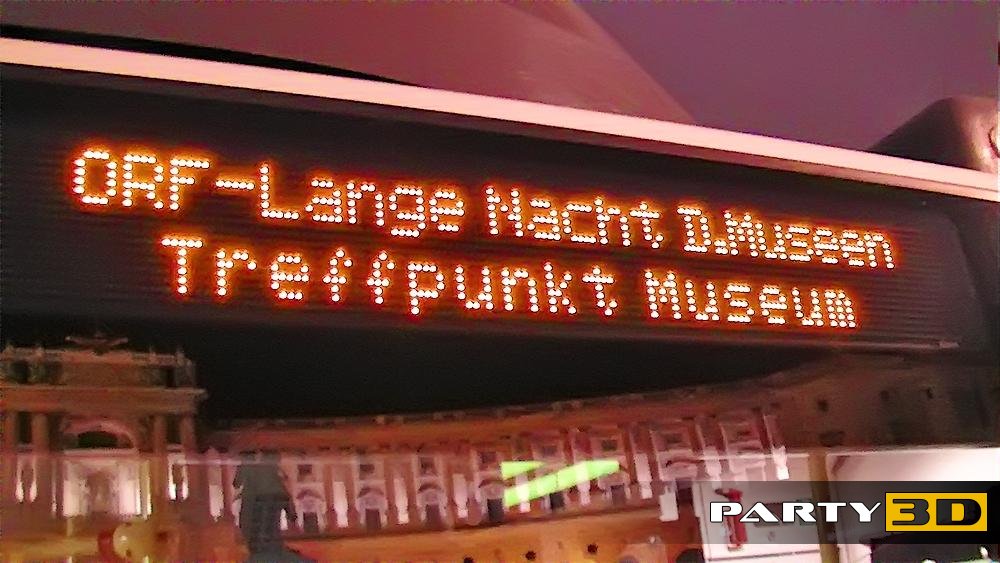 ORF-Lange Nacht D.Museen
Treffpunkt Museum
PARTY3D